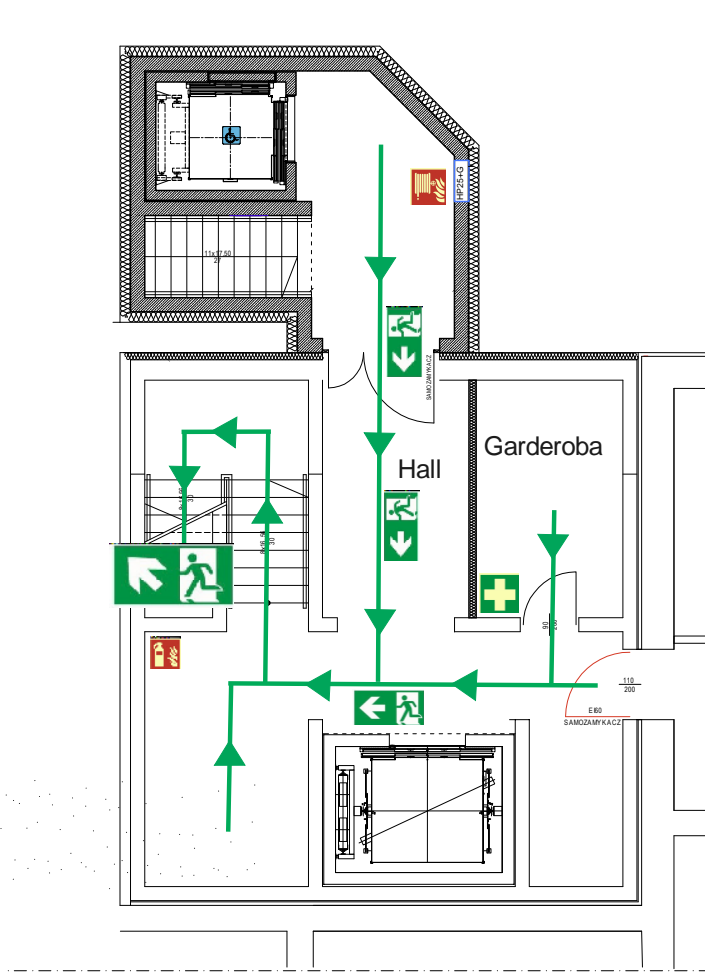 HP25+G
11x17,50
27
SAMOZAMYKACZ
Garderoba
Hall
30
30
90
200
110
200
EI60
SAMOZAMYKACZ